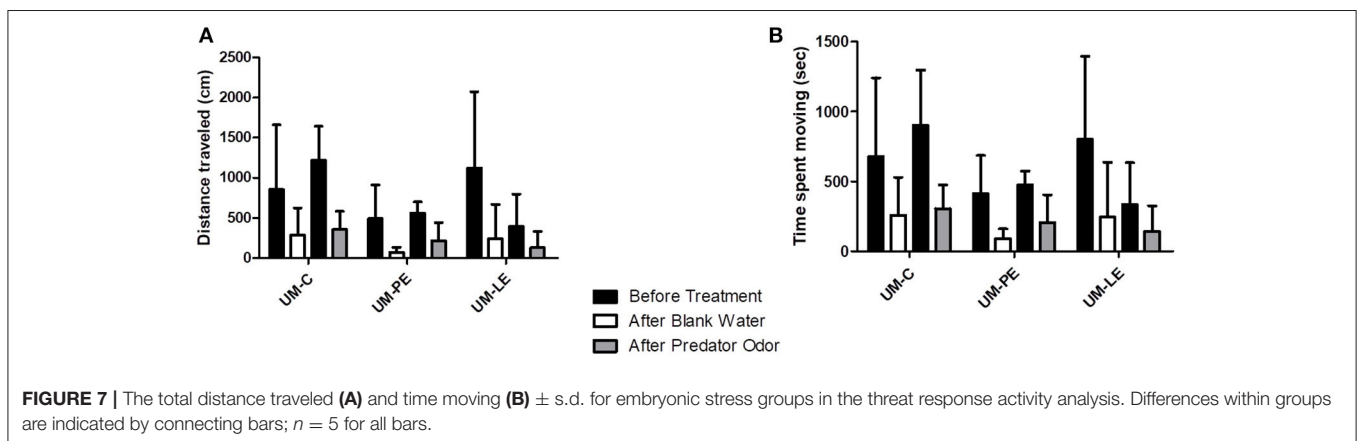 A
2500
2000
1500
1000
500
0
Distance traveled (cm)
UM-C
UM-PE
UM-LE
B
1500
1000
500
0
Time spent moving (sec)
UM-C
UM-PE
UM-LE
Before Treatment
After Blank Water
After Predator Odor
FIGURE 7 | The total distance traveled (A) and time moving (B) ± s.d. for embryonic stress groups in the threat response activity analysis. Differences within groups
are indicated by connecting bars; n = 5 for all bars.